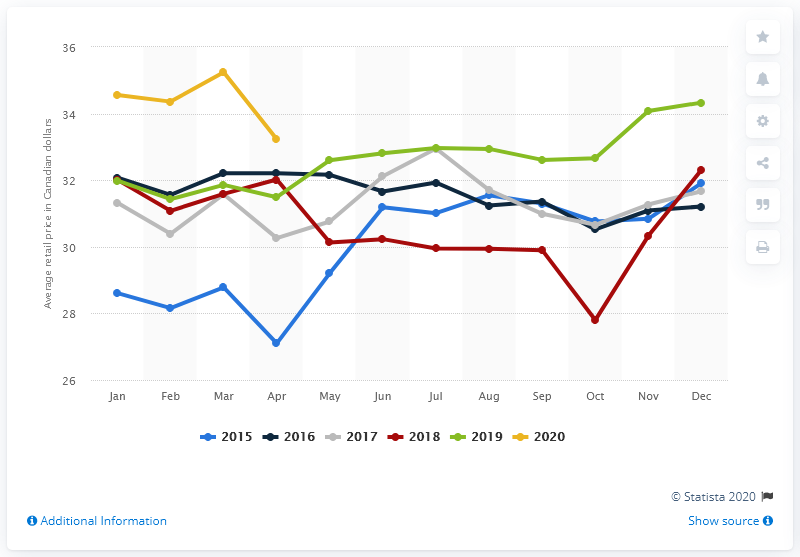 36
34
32
30
28
26
Average retail price in Canadian dollars
Jan Feb Mar Apr May Jun Jul Aug Sep Oct Nov Dec
2015 2016 2017 2018 2019 2020
© Statista 2020
Additional Information
Show source